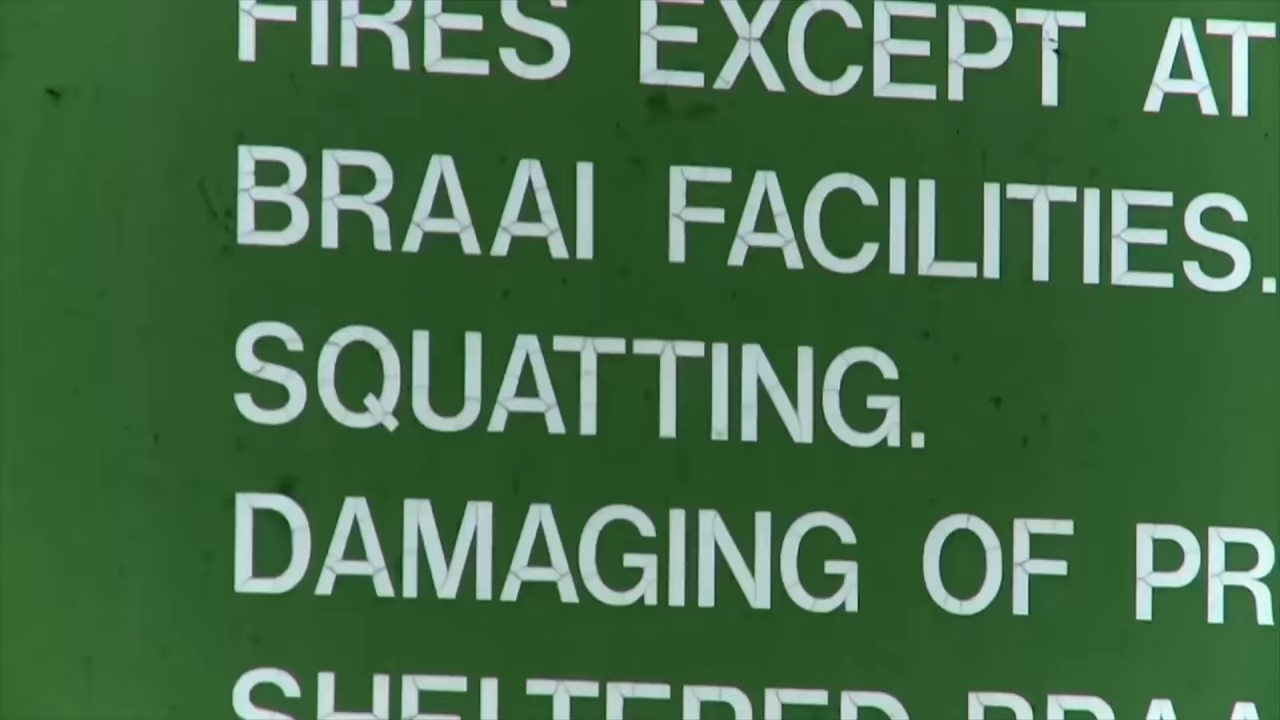 FIRES EXCEPT AT
BRAAI FACILITIES.
SQUATTING.
DAMAGING OF PR
SHELTERED BRAA